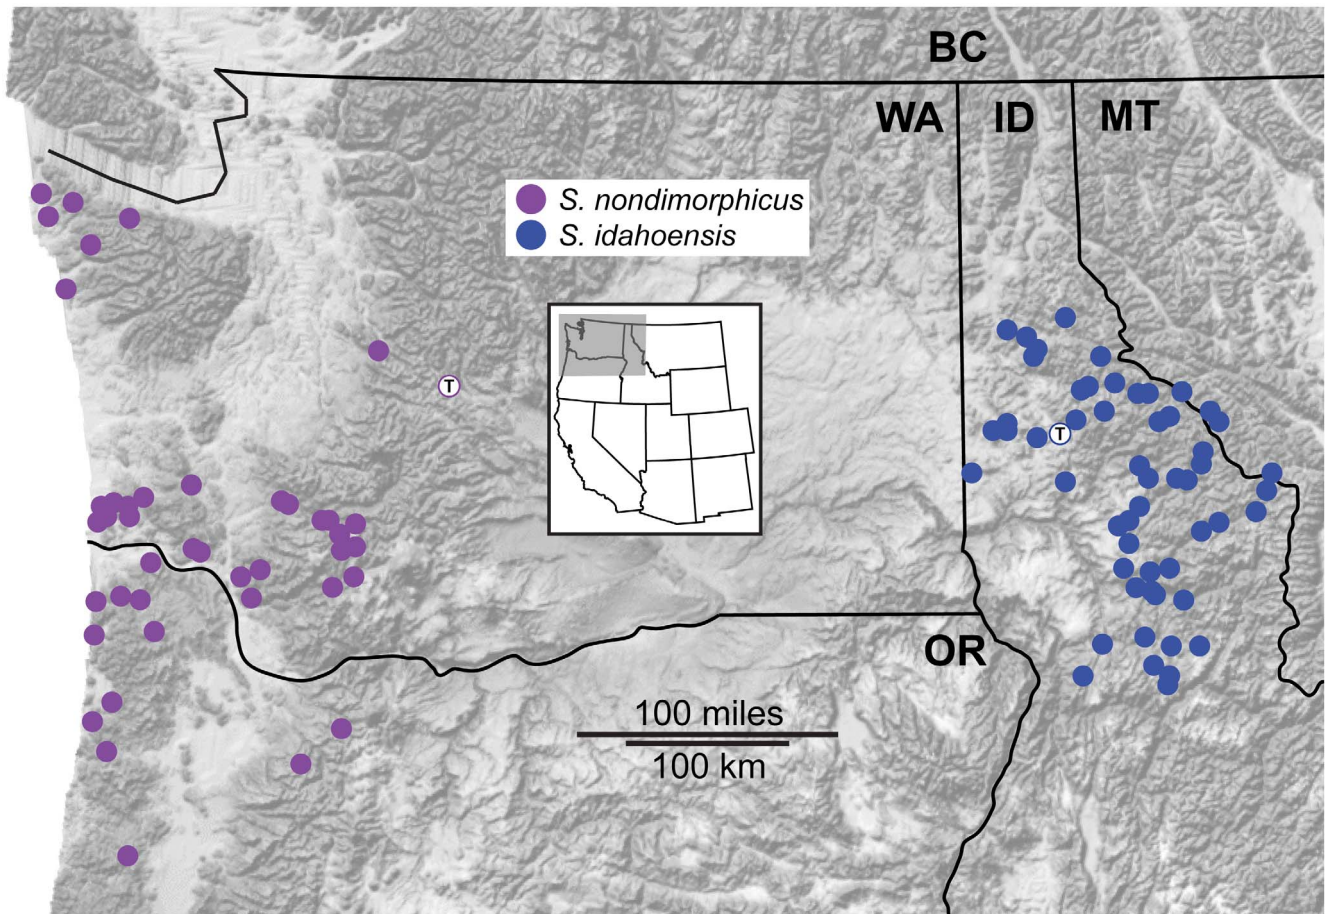 BC
WA ID MT
S. nondimorphicus
S. idahoensis
T
T
OR
100 miles
100 km